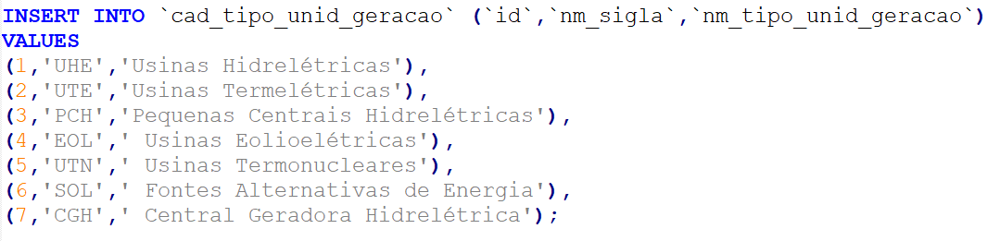 INSERT INTO `cad_tipo_unid_geracao` (`id`,`nm_sigla`,`nm_tipo_unid_geracao`)
VALUES
(1,'UHE','Usinas Hidrelétricas'),
(2,'UTE','Usinas Termelétricas'),
(3,'PCH','Pequenas Centrais Hidrelétricas'),
(4,'EOL',' Usinas Eolioelétricas'),
(5,'UTN',' Usinas Termonucleares'),
(6,'SOL',' Fontes Alternativas de Energia'),
(7,'CGH',' Central Geradora Hidrelétrica');